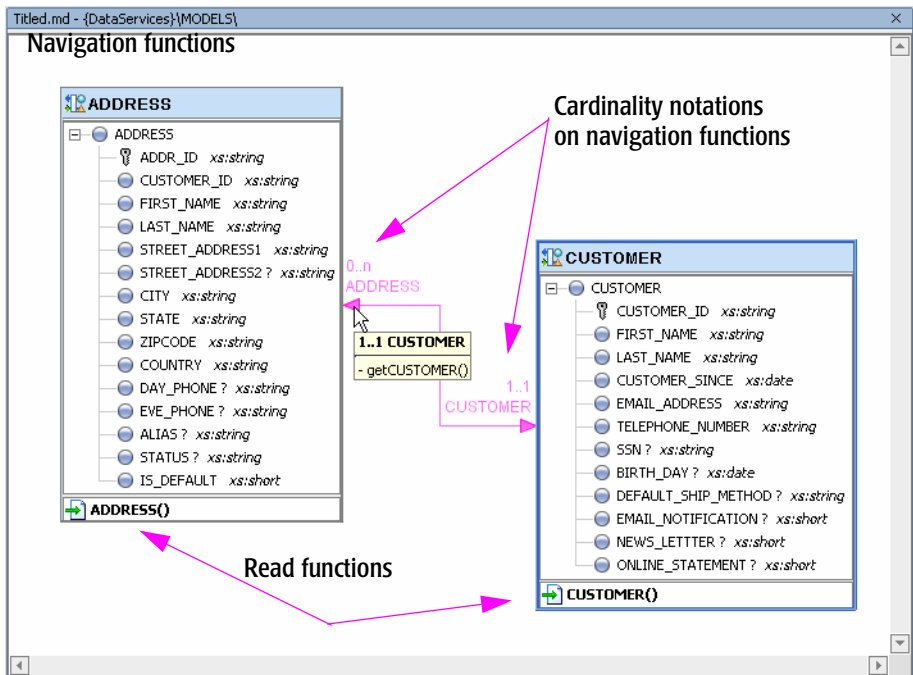 Titled.md - {DataServices}\MODELS\
Navigation functions
ADDRESS
ADDRESS
ADDR_ID xs:string
CUSTOMER_ID xs:string
FIRST_NAME xs:string
LAST_NAME xs:string
STREET_ADDRESS1 xs:string
STREET_ADDRESS2 ? xs:string
CITY xs:string
STATE xs:string
ZIPCODE xs:string
COUNTRY xs:string
DAY_PHONE ? xs:string
EVE_PHONE ? xs:string
ALIAS ? xs:string
STATUS ? xs:string
IS_DEFAULT xs:short
ADDRESS()
Cardinality notations
on navigation functions
0..n
ADDRESS
1..1 CUSTOMER
- getCUSTOMER()
1..1
CUSTOMER
CUSTOMER
CUSTOMER
CUSTOMER_ID xs:string
FIRST_NAME xs:string
LAST_NAME xs:string
CUSTOMER_SINCE xs:date
EMAIL_ADDRESS xs:string
TELEPHONE_NUMBER xs:string
SSN ? xs:string
BIRTH_DAY ? xs:date
DEFAULT_SHIP_METHOD ? xs:string
EMAIL_NOTIFICATION ? xs:short
NEWS_LETTTER ? xs:short
ONLINE_STATEMENT ? xs:short
CUSTOMER()
Read functions